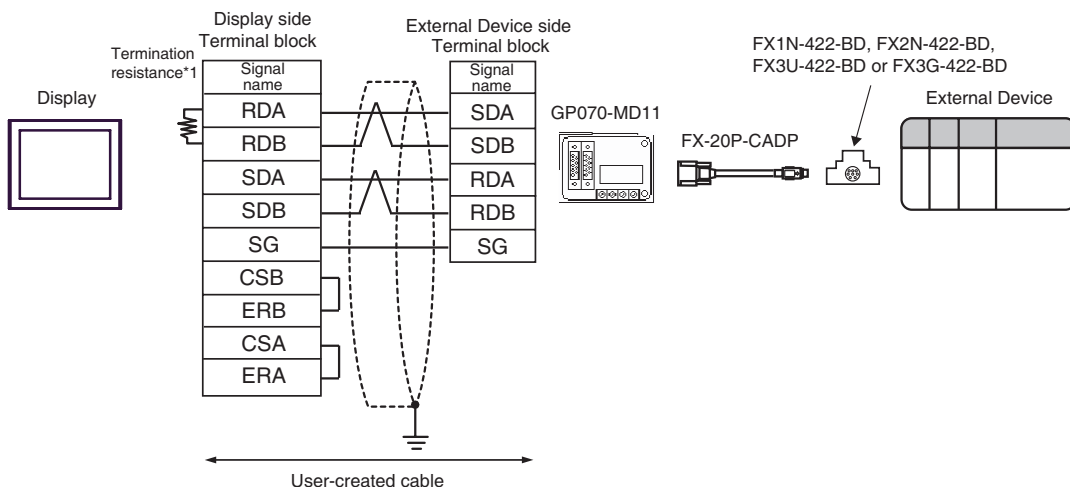 Display side
Terminal block
External Device side
Terminal block
Termination
resistance*1
Display
Signal
name
RDA
RDB
SDA
SDB
SG
CSB
ERB
CSA
ERA
Signal
name
SDA
SDB
RDA
RDB
SG
GP070-MD11
FX-20P-CADP
FX1N-422-BD, FX2N-422-BD,
FX3U-422-BD or FX3G-422-BD
External Device
User-created cable